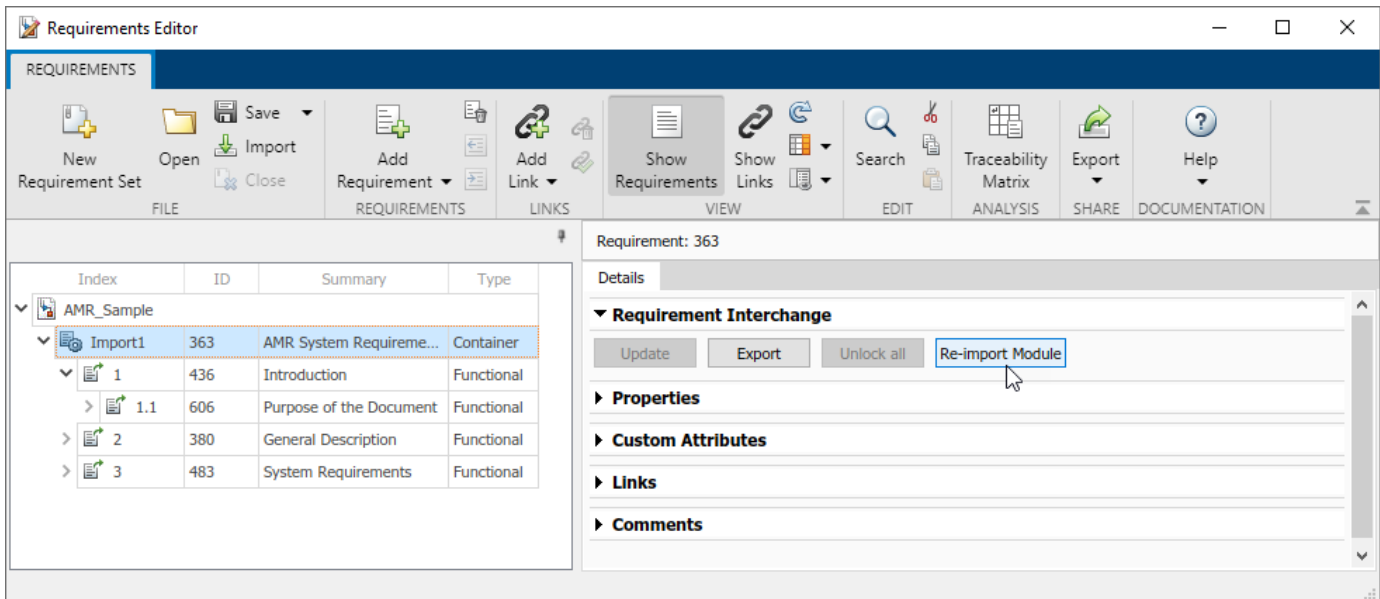 Requirements Editor
REQUIREMENTS
New
Requirement Set
Open
Save
Import
Close
FILE
Add
Requirement
REQUIREMENTS
Add
Link
LINKS
Show
Requirements
Show
Links
VIEW
Search
EDIT
Traceability
Matrix
ANALYSIS
Export
SHARE
Help
DOCUMENTATION
Index ID Summary Type
AMR_Sample
Import1 363 AMR System Requireme... Container
1 436 Introduction Functional
1.1 606 Purpose of the Document Functional
2 380 General Description Functional
3 483 System Requirements Functional
Requirement: 363
Details
Requirement Interchange
Update Export Unlock all Re-import Module
Properties
Custom Attributes
Links
Comments